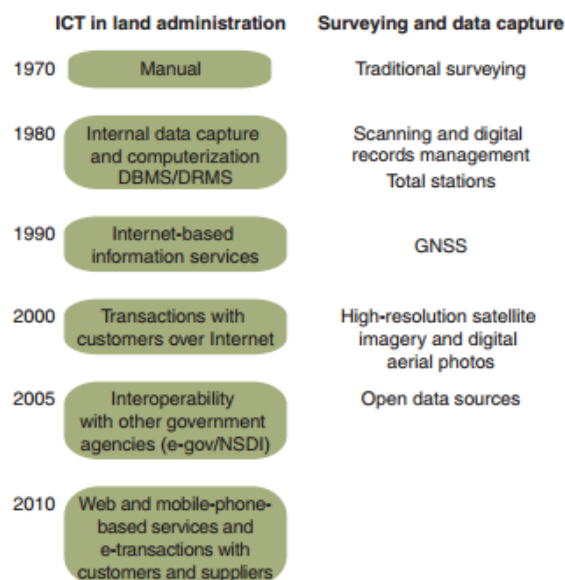 ICT in land administration Surveying and data capture
1970 Manual Traditional surveying
1980 Internal data capture Scanning and digital
and computerization records management
DBMS/DRMS Total stations
1990 Internet-based
information services GNSS
2000 Transactions with High-resolution satellite
customers over Internet imagery and digital
aerial photos
2005 Interoperability Open data sources
with other government
agencies (e-gov/NSDI)
2010 Web and mobile-phone-
based services and
e-transactions with
customers and suppliers